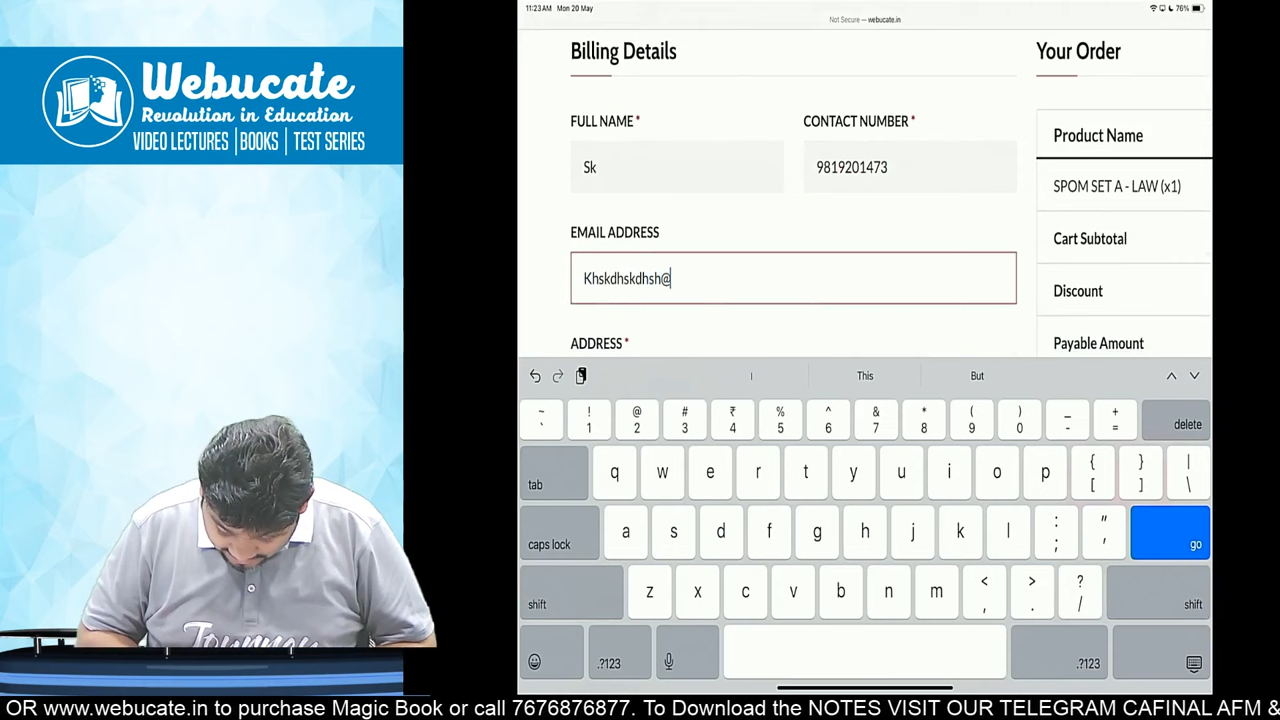 Webucate
Revolution in Education
VIDEO LECTURES | BOOKS | TEST SERIES
11:23 AM Mon 20 May
76%
Not Secure — webucate.in
Billing Details
Your Order
FULL NAME *
CONTACT NUMBER *
Sk
9819201473
Product Name
SPOM SET A - LAW (x1)
EMAIL ADDRESS
Cart Subtotal
Khskdhskdhsh@
Discount
ADDRESS *
Payable Amount
I
This
But
~ ! @ # ₹ % ^ & * ( ) _ +
` 1 2 3 4 5 6 7 8 9 0 - = delete
tab q w e r t y u i o p { [ } ] | \
caps lock a s d f g h j k l : ; " ' go
shift z x c v b n m < , > . ? / shift
.?123 .?123
Journey
OR www.webucate.in to purchase Magic Book or call 7676876877. To Download the NOTES VISIT OUR TELEGRAM CAFINAL AFM &